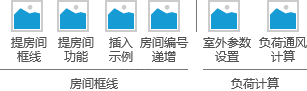 提房间 提房间 插入 房间编号 室外参数 负荷通风
框线 功能 示例 递增 设置 计算
房间框线 负荷计算